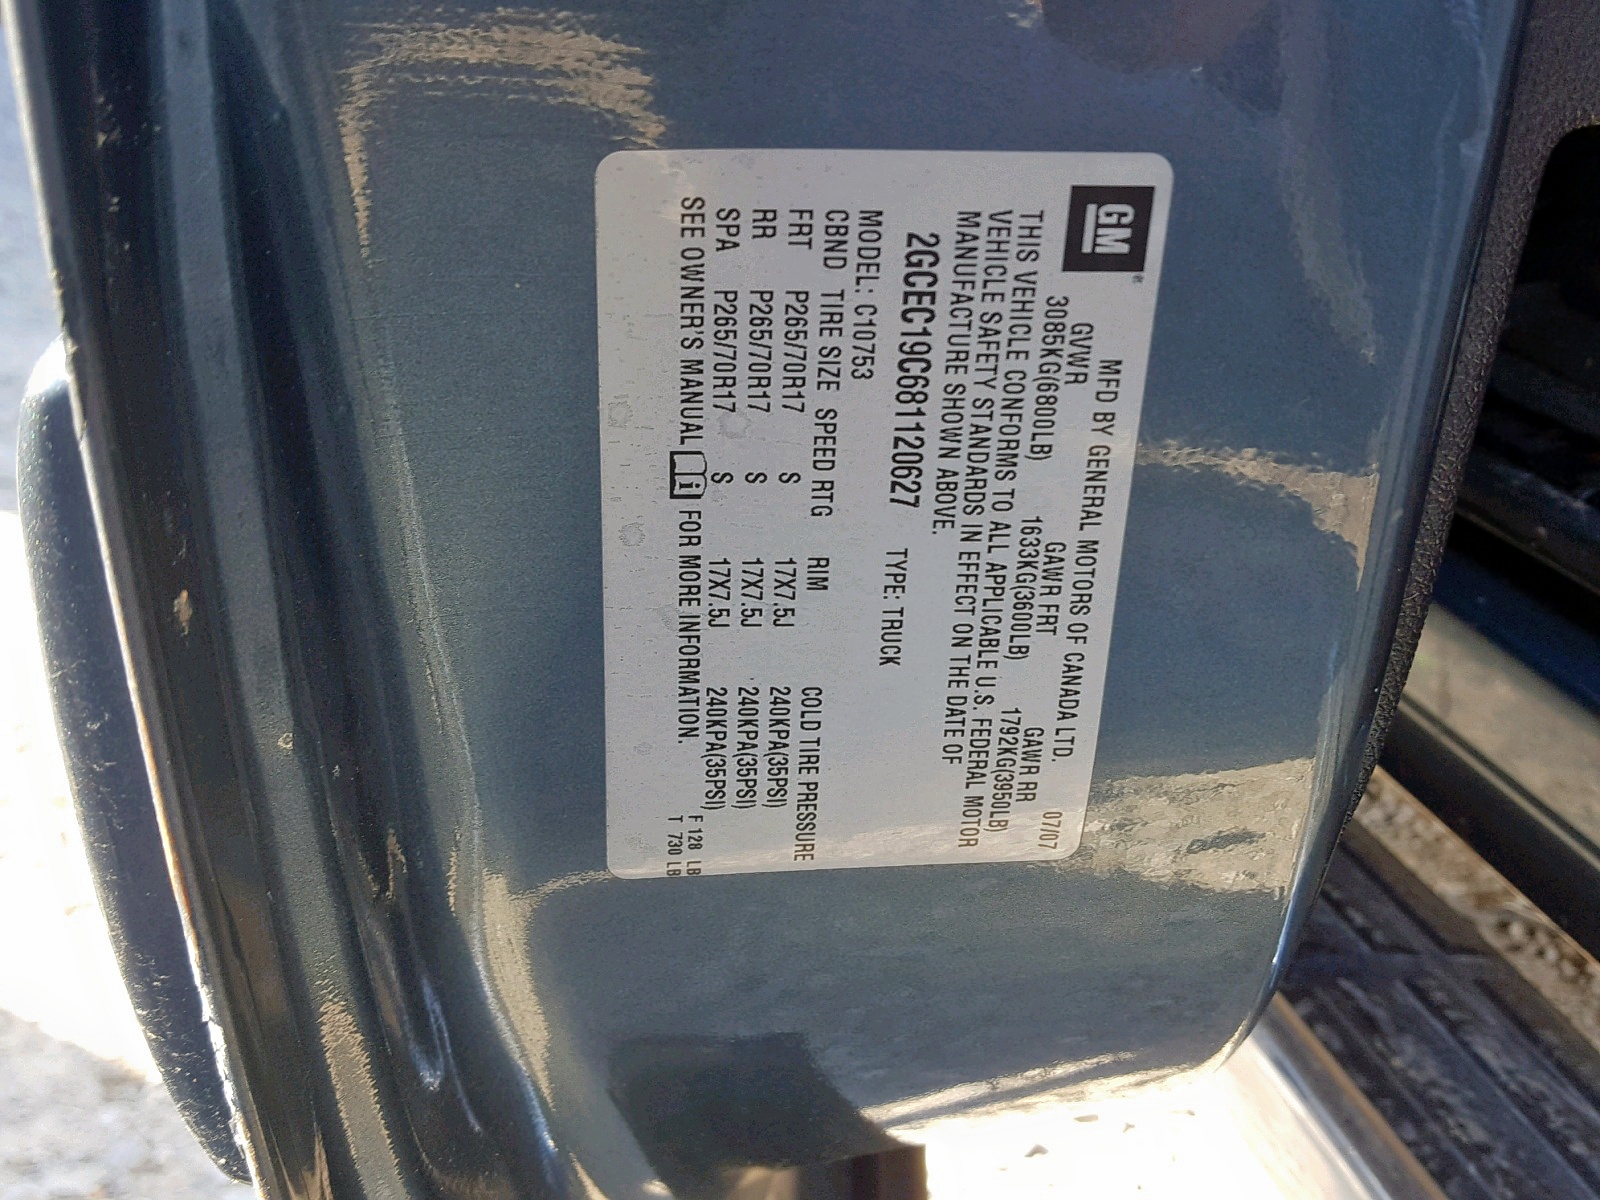 GM
MFD BY GENERAL MOTORS OF CANADA LTD. 07/07
GVWR GAWR FRT GAWR RR
3085KG(6800LB) 1633KG(3600LB) 1792KG(3950LB)
THIS VEHICLE CONFORMS TO ALL APPLICABLE U.S. FEDERAL MOTOR
VEHICLE SAFETY STANDARDS IN EFFECT ON THE DATE OF
MANUFACTURE SHOWN ABOVE.
2GCEC19C681120627 TYPE: TRUCK
MODEL: C10753
CBND TIRE SIZE SPEED RTG RIM COLD TIRE PRESSURE
FRT P265/70R17 S 17X7.5J 240KPA(35PSI)
RR P265/70R17 S 17X7.5J 240KPA(35PSI)
SPA P265/70R17 S 17X7.5J 240KPA(35PSI)
SEE OWNER'S MANUAL i FOR MORE INFORMATION.
F 128 LB
T 730 LB